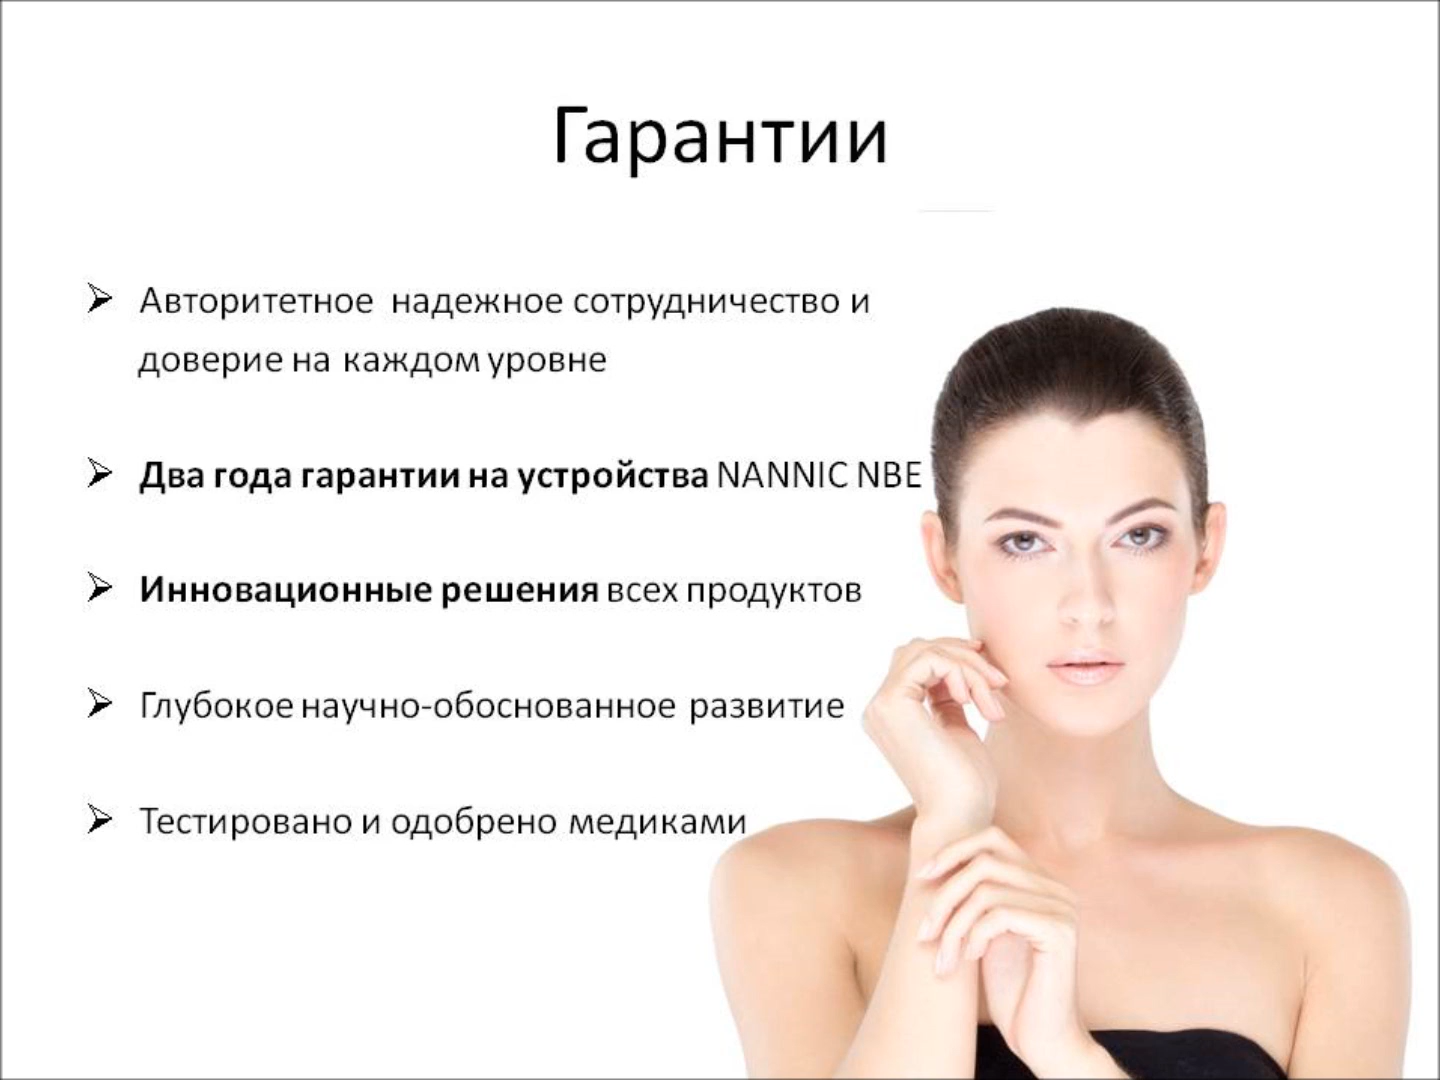 Гарантии
Авторитетное надежное сотрудничество и
доверие на каждом уровне
Два года гарантии на устройства NANNIC NBE
Инновационные решения всех продуктов
Глубокое научно-обоснованное развитие
Тестировано и одобрено медиками